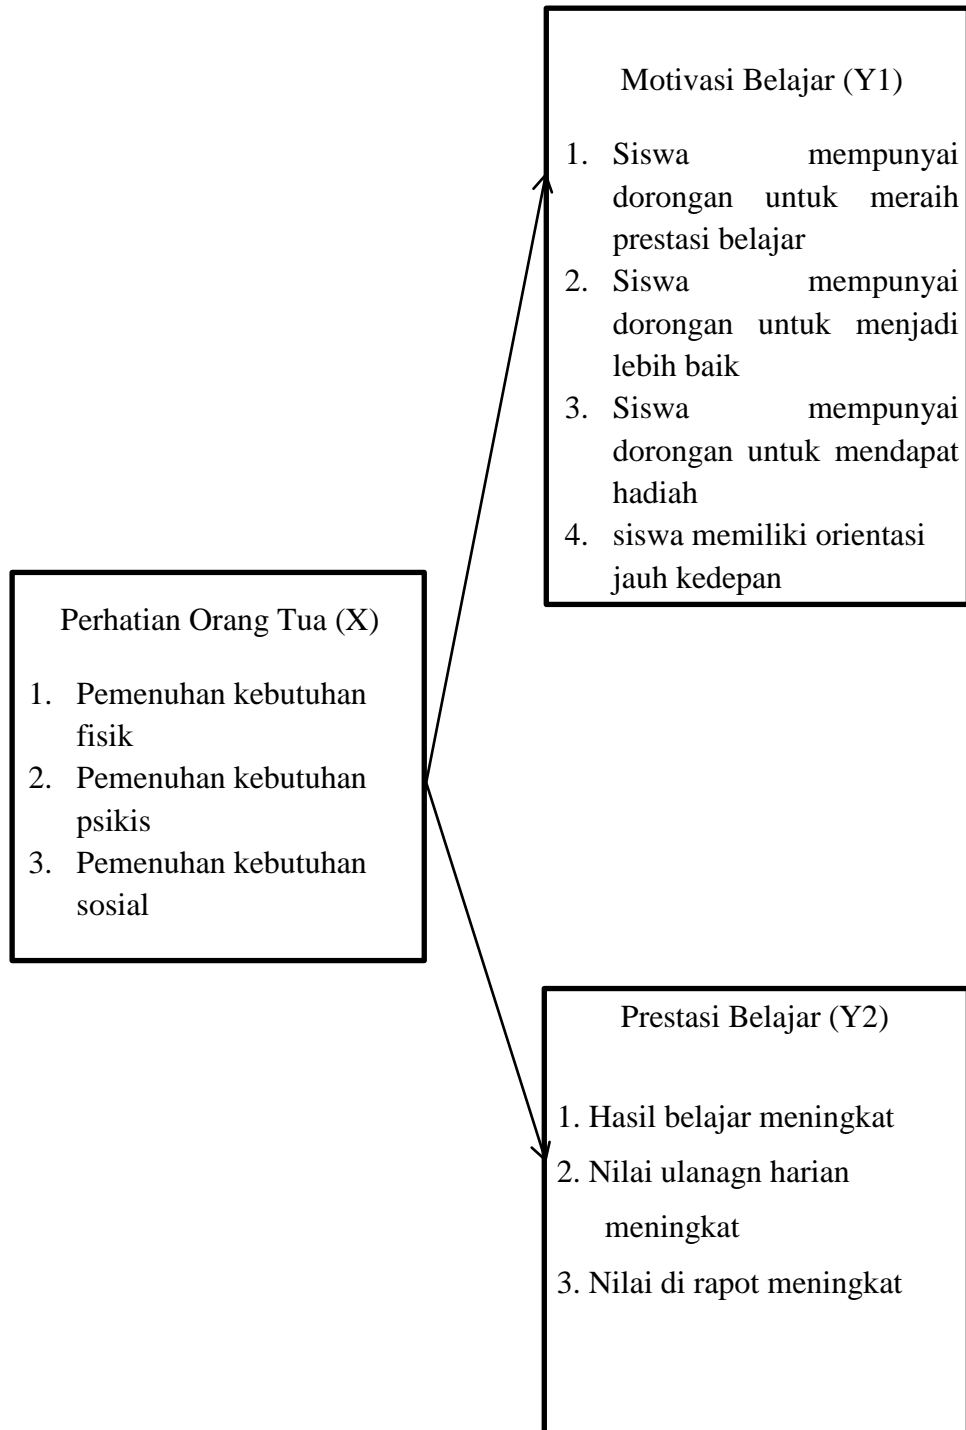 Motivasi Belajar (Y1)
1. Siswa mempunyai
dorongan untuk meraih
prestasi belajar
2. Siswa mempunyai
dorongan untuk menjadi
lebih baik
3. Siswa mempunyai
dorongan untuk mendapat
hadiah
4. siswa memiliki orientasi
jauh kedepan
Perhatian Orang Tua (X)
1. Pemenuhan kebutuhan
fisik
2. Pemenuhan kebutuhan
psikis
3. Pemenuhan kebutuhan
sosial
Prestasi Belajar (Y2)
1. Hasil belajar meningkat
2. Nilai ulanagn harian
meningkat
3. Nilai di rapot meningkat